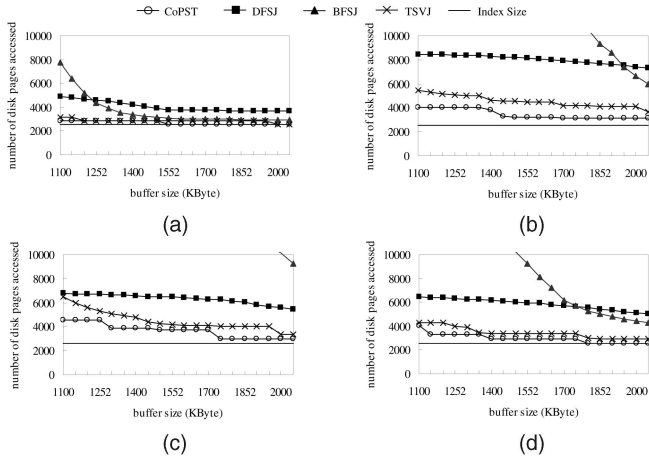 CoPST DFSJ BFSJ TSVJ Index Size
number of disk pages accessed
10000
8000
6000
4000
2000
0
1100 1252 1400 1552 1700 1852 2000
buffer size (KByte)
(a)
number of disk pages accessed
10000
8000
6000
4000
2000
0
1100 1252 1400 1552 1700 1852 2000
buffer size (KByte)
(b)
number of disk pages accessed
10000
8000
6000
4000
2000
0
1100 1252 1400 1552 1700 1852 2000
buffer size (KByte)
(c)
number of disk pages accessed
10000
8000
6000
4000
2000
0
1100 1252 1400 1552 1700 1852 2000
buffer size (KByte)
(d)